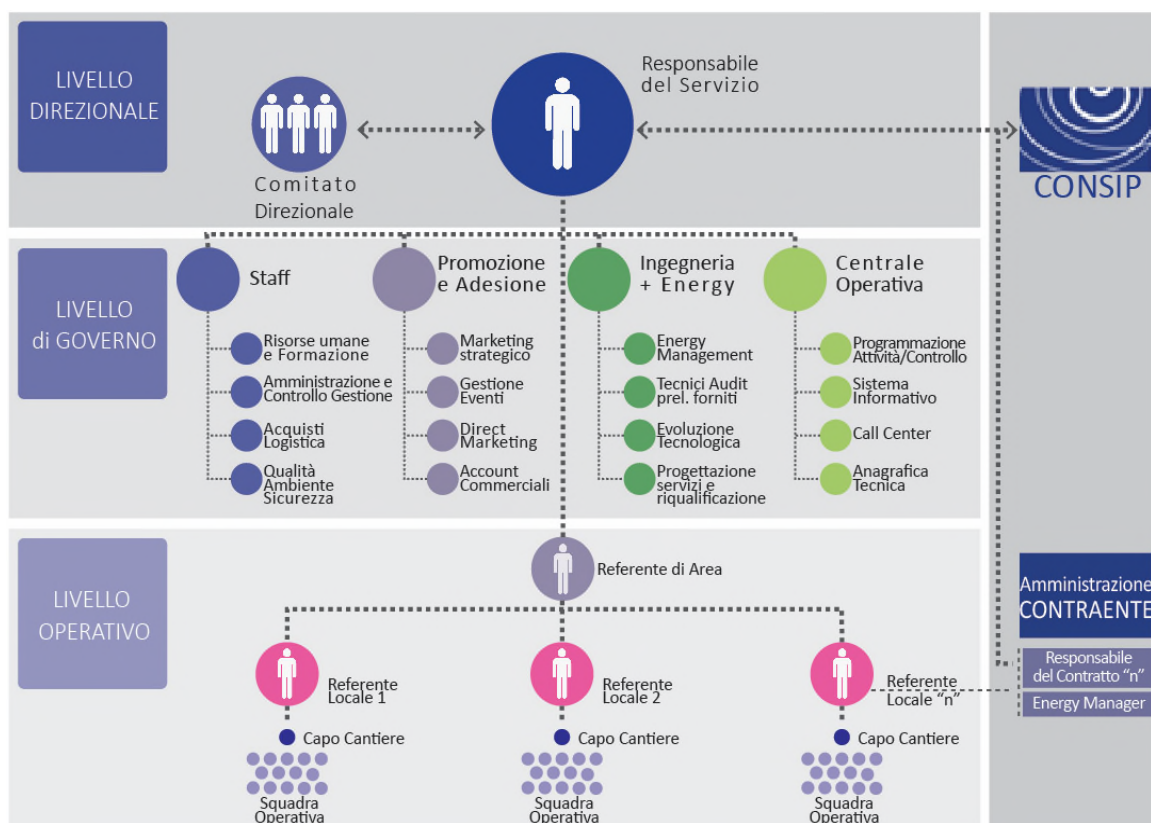 LIVELLO
DIREZIONALE
Comitato
Direzionale
Responsabile
del Servizio
CONSIP
LIVELLO
di GOVERNO
Staff
Risorse umane
e Formazione
Amministrazione e
Controllo Gestione
Acquisti
Logistica
Qualità
Ambiente
Sicurezza
Promozione
e Adesione
Marketing
strategico
Gestione
Eventi
Direct
Marketing
Account
Commerciali
Ingegneria
+ Energy
Energy
Management
Tecnici Audit
prel. forniti
Evoluzione
Tecnologica
Progettazione
servizi e
riqualificazione
Centrale
Operativa
Programmazione
Attività/Controllo
Sistema
Informativo
Call Center
Anagrafica
Tecnica
LIVELLO
OPERATIVO
Referente di Area
Referente
Locale 1
Capo Cantiere
Squadra
Operativa
Referente
Locale 2
Capo Cantiere
Squadra
Operativa
Referente
Locale “n”
Capo Cantiere
Squadra
Operativa
Amministrazione
CONTRAENTE
Responsabile
del Contratto “n”
Energy Manager